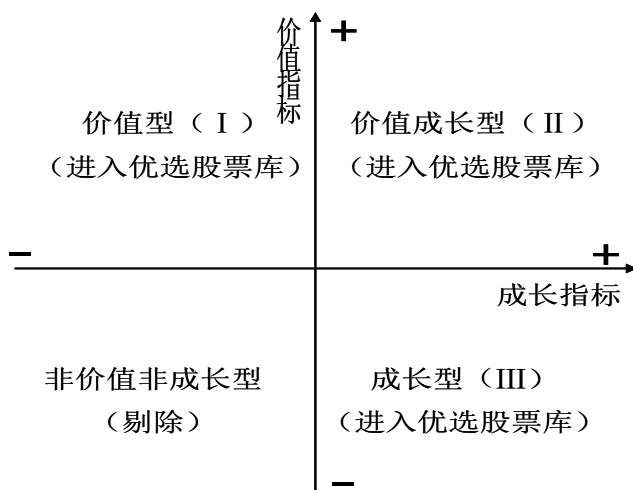 价值指标
+
价值型（Ⅰ）
（进入优选股票库）
价值成长型（Ⅱ）
（进入优选股票库）
−
+
成长指标
非价值非成长型
（剔除）
成长型（Ⅲ）
（进入优选股票库）
−